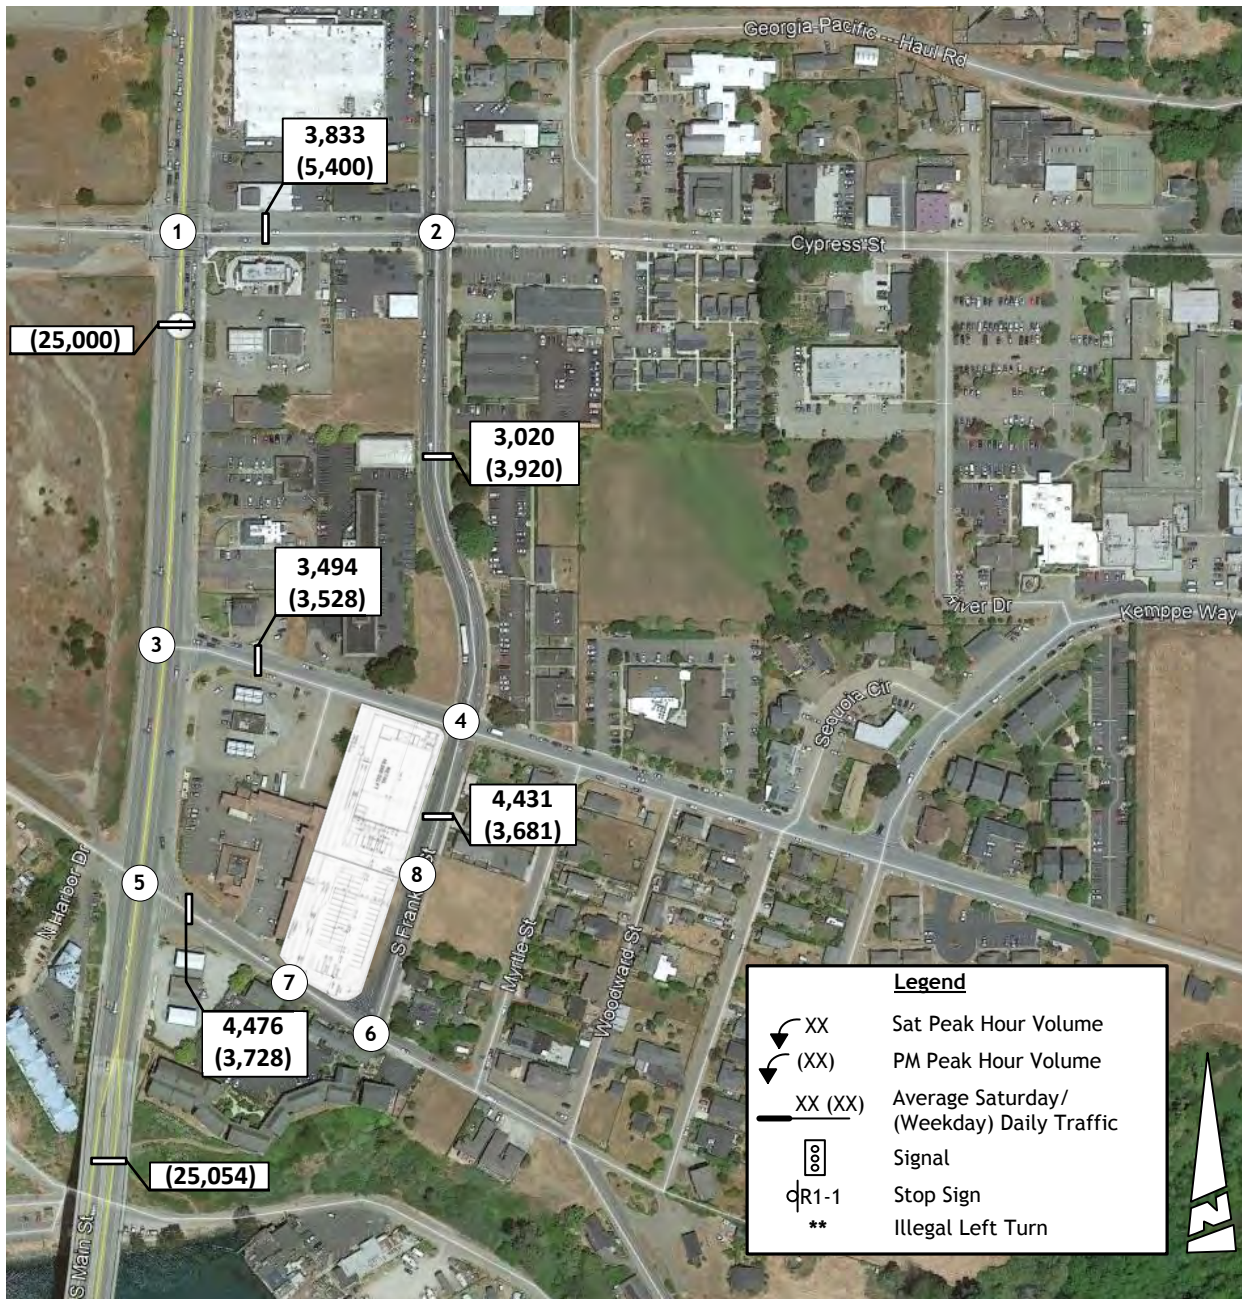 Georgia-Pacific --- Haul Rd
3,833
(5,400)
1
2
Cypress St
(25,000)
3,020
(3,920)
3,494
(3,528)
River Dr
Kemppe Way
3
4
Sequoia Cir
4,431
(3,681)
5
8
N Harbor Dr
S Frank
St
Myrtle St
Woodward St
7
6
4,476
(3,728)
(25,054)
S Main St
Legend
XX Sat Peak Hour Volume
(XX) PM Peak Hour Volume
XX (XX) Average Saturday/
(Weekday) Daily Traffic
Signal
R1-1 Stop Sign
** Illegal Left Turn